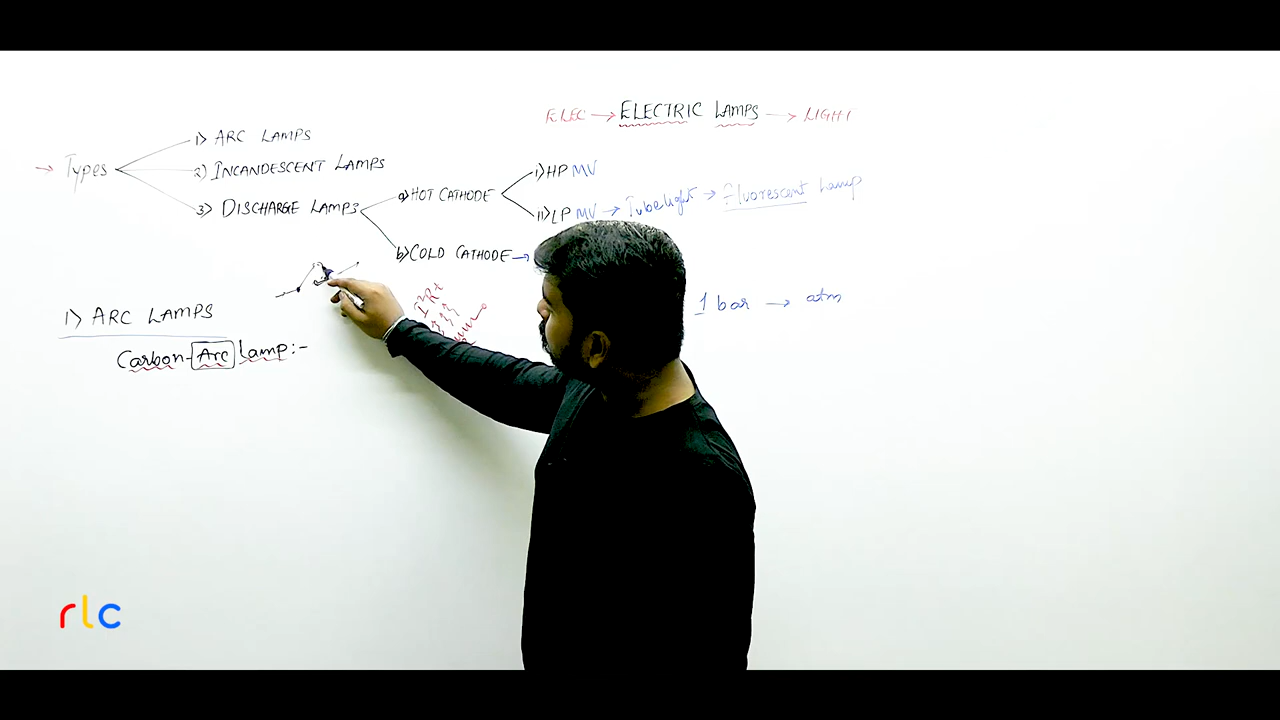 ELEC → ELECTRIC LAMPS → LIGHT
→ Types
1) ARC LAMPS
2) INCANDESCENT LAMPS
3) DISCHARGE LAMPS
a) HOT CATHODE
i) HP MV
ii) LP MV → Tubelight → Fluorescent Lamp
b) COLD CATHODE →
I²Rt
1 bar → atm
1) ARC LAMPS
Carbon-Arc lamp:-
rlc